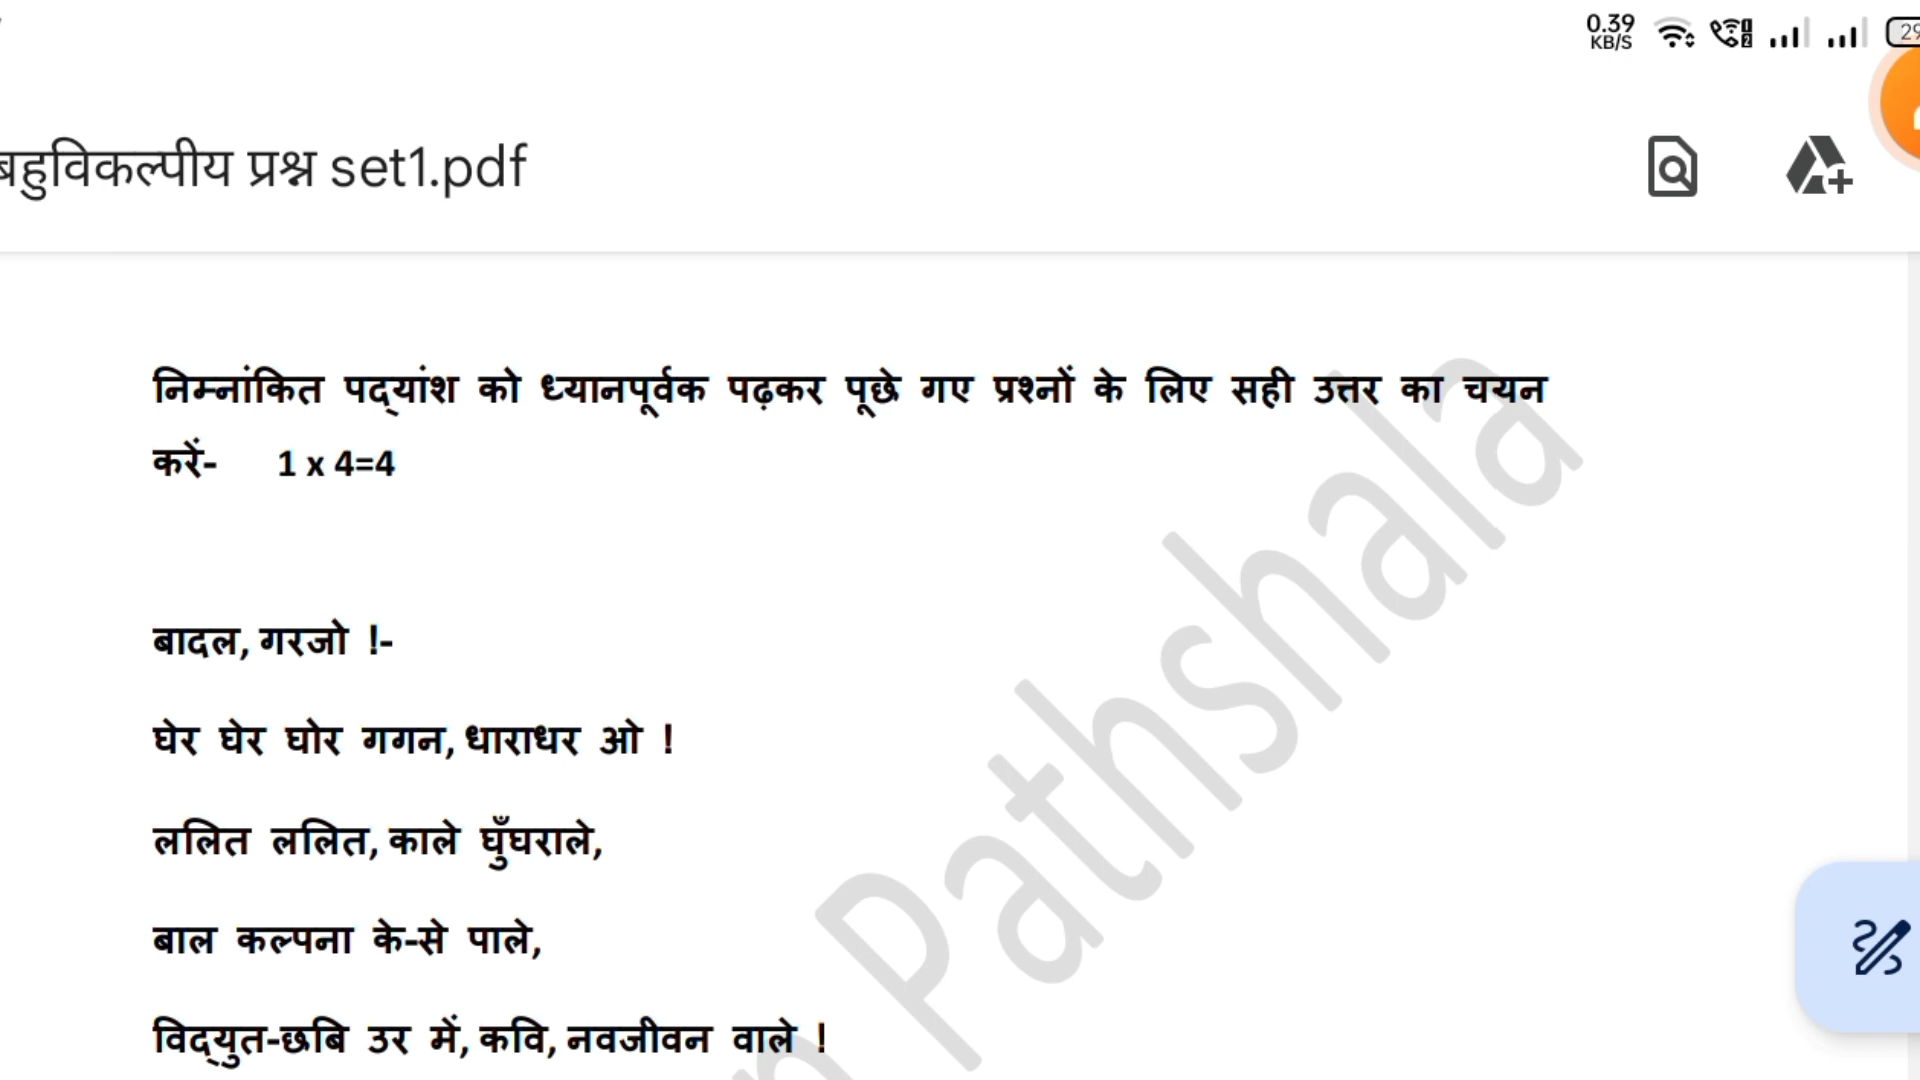 0.39
KB/S
29
बहुविकल्पीय प्रश्न set1.pdf
निम्नांकित पद्यांश को ध्यानपूर्वक पढ़कर पूछे गए प्रश्नों के लिए सही उत्तर का चयन
करें- 1 x 4=4
बादल, गरजो !-
घेर घेर घोर गगन, धाराधर ओ !
ललित ललित, काले घुँघराले,
बाल कल्पना के-से पाले,
विद्युत-छबि उर में, कवि, नवजीवन वाले !
Pathshala